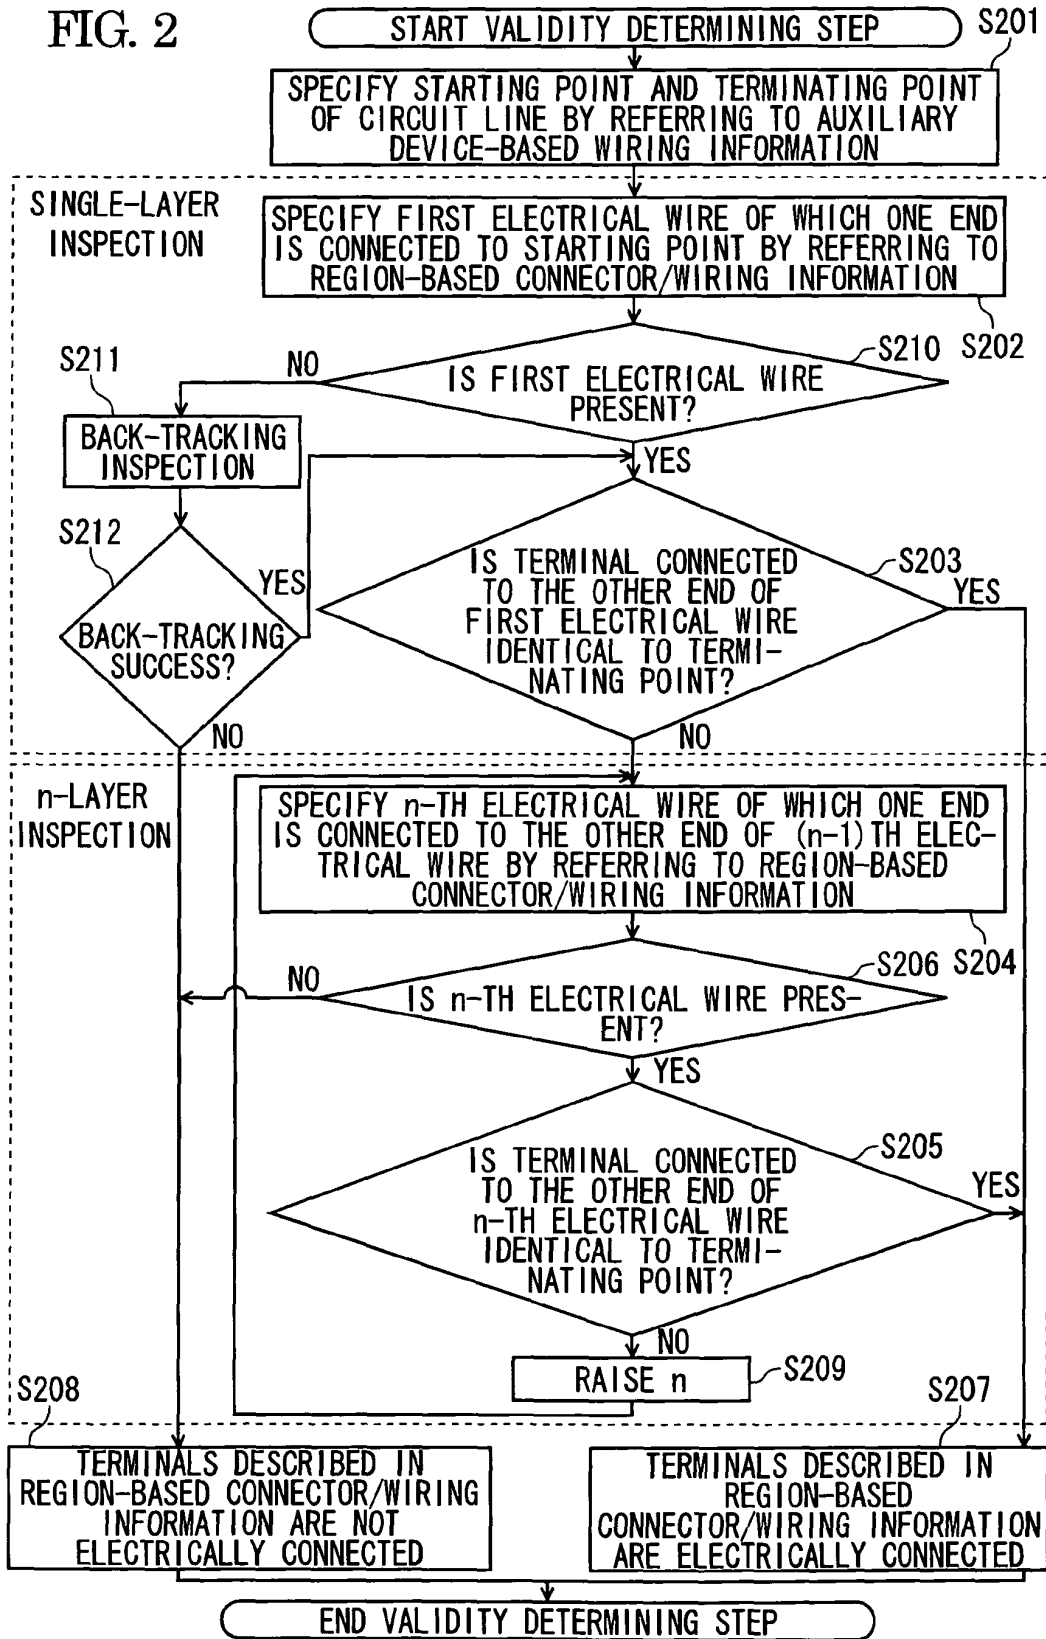 FIG. 2
START VALIDITY DETERMINING STEP
S201
SPECIFY STARTING POINT AND TERMINATING POINT
OF CIRCUIT LINE BY REFERRING TO AUXILIARY
DEVICE-BASED WIRING INFORMATION
SINGLE-LAYER
INSPECTION
SPECIFY FIRST ELECTRICAL WIRE OF WHICH ONE END
IS CONNECTED TO STARTING POINT BY REFERRING TO
REGION-BASED CONNECTOR/WIRING INFORMATION
S202
S210
IS FIRST ELECTRICAL WIRE
PRESENT?
NO
YES
S211
BACK-TRACKING
INSPECTION
S212
BACK-TRACKING
SUCCESS?
YES
NO
S203
IS TERMINAL CONNECTED
TO THE OTHER END OF
FIRST ELECTRICAL WIRE
IDENTICAL TO TERMI-
NATING POINT?
YES
NO
n-LAYER
INSPECTION
SPECIFY n-TH ELECTRICAL WIRE OF WHICH ONE END
IS CONNECTED TO THE OTHER END OF (n-1)TH ELEC-
TRICAL WIRE BY REFERRING TO REGION-BASED
CONNECTOR/WIRING INFORMATION
S204
S206
NO
IS n-TH ELECTRICAL WIRE PRES-
ENT?
YES
S205
IS TERMINAL CONNECTED
TO THE OTHER END OF
n-TH ELECTRICAL WIRE
IDENTICAL TO TERMI-
NATING POINT?
YES
NO
RAISE n
S209
S208
TERMINALS DESCRIBED IN
REGION-BASED CONNECTOR/WIRING
INFORMATION ARE NOT
ELECTRICALLY CONNECTED
S207
TERMINALS DESCRIBED IN
REGION-BASED
CONNECTOR/WIRING INFORMATION
ARE ELECTRICALLY CONNECTED
END VALIDITY DETERMINING STEP